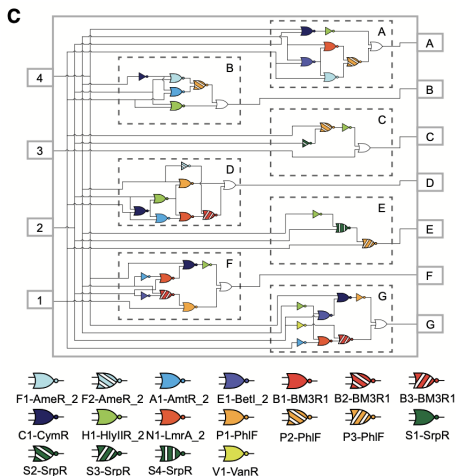 C
A
A
B
4
B
C
C
3
D
D
E
2
E
F
F
1
G
G
F1-AmeR_2 F2-AmeR_2 A1-AmtR_2 E1-BetI_2 B1-BM3R1 B2-BM3R1 B3-BM3R1
C1-CymR H1-HlyIIR_2 N1-LmrA_2 P1-PhlF P2-PhlF P3-PhlF S1-SrpR
S2-SrpR S3-SrpR S4-SrpR V1-VanR